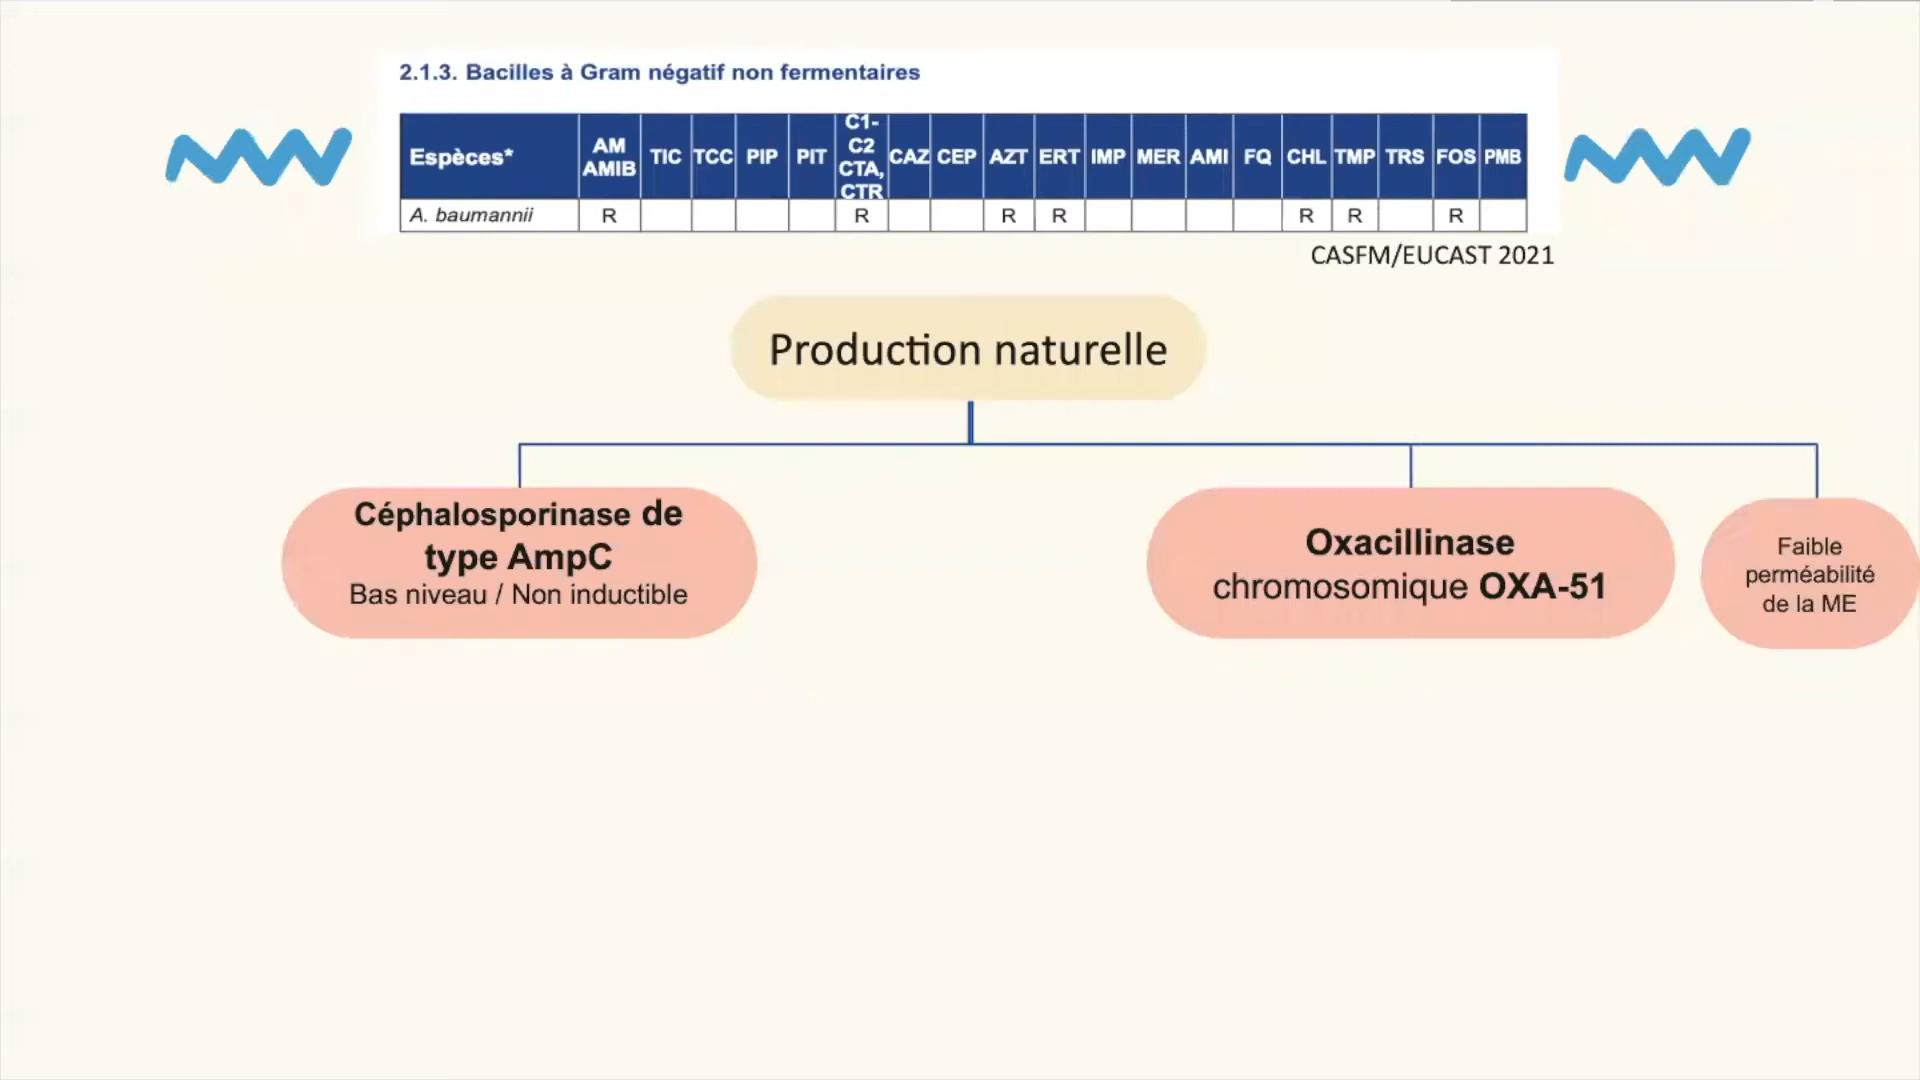 2.1.3. Bacilles à Gram négatif non fermentaires
Espèces* AM AMIB TIC TCC PIP PIT C1-C2 CTA, CTR CAZ CEP AZT ERT IMP MER AMI FQ CHL TMP TRS FOS PMB
A. baumannii R R R R R R R
CASFM/EUCAST 2021
Production naturelle
Céphalosporinase de
type AmpC
Bas niveau / Non inductible
Oxacillinase
chromosomique OXA-51
Faible
perméabilité
de la ME